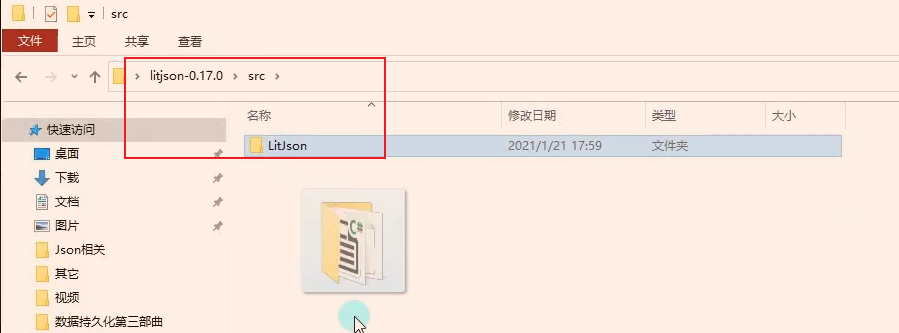 src
文件 主页 共享 查看
litjson-0.17.0 src
名称 修改日期 类型 大小
快速访问
LitJson 2021/1/21 17:59 文件夹
桌面
下载
文档
图片
Json相关
其它
视频
数据持久化第三部曲
C#